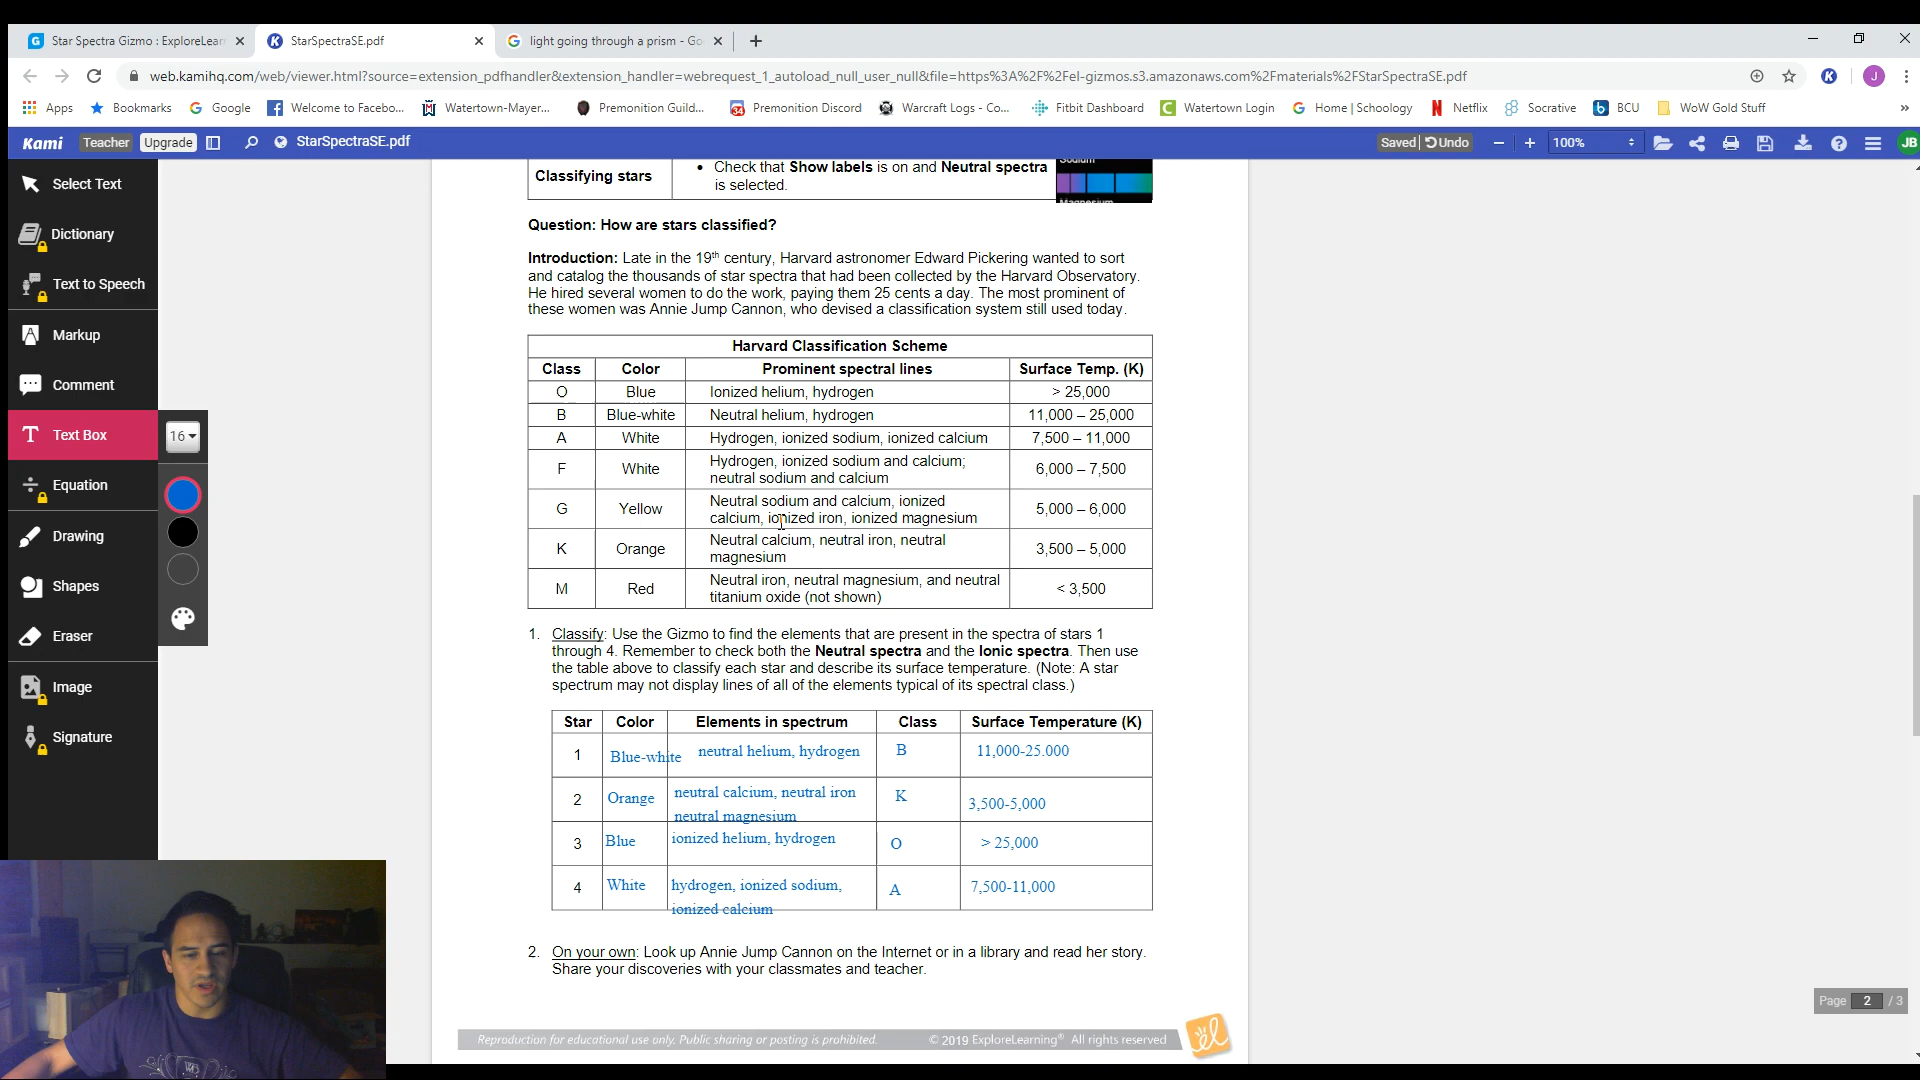 Star Spectra Gizmo : ExploreLear
StarSpectraSE.pdf
light going through a prism - Go
web.kamihq.com/web/viewer.html?source=extension_pdfhandler&extension_handler=webrequest_1_autoload_null_user_null&file=https%3A%2F%2Fel-gizmos.s3.amazonaws.com%2Fmaterials%2FStarSpectraSE.pdf
J
Apps
Bookmarks
Google
Welcome to Facebo...
Watertown-Mayer...
Premonition Guild...
Premonition Discord
Warcraft Logs - Co...
Fitbit Dashboard
Watertown Login
Home | Schoology
Netflix
Socrative
BCU
WoW Gold Stuff
Kami
Teacher
Upgrade
StarSpectraSE.pdf
Saved
Undo
100%
JB
Select Text
Dictionary
Text to Speech
Markup
Comment
Text Box
16
Equation
Drawing
Shapes
Eraser
Image
Signature
Classifying stars
• Check that Show labels is on and Neutral spectra
is selected.
Sodium
Magnesium
Question: How are stars classified?
Introduction: Late in the 19th century, Harvard astronomer Edward Pickering wanted to sort
and catalog the thousands of star spectra that had been collected by the Harvard Observatory.
He hired several women to do the work, paying them 25 cents a day. The most prominent of
these women was Annie Jump Cannon, who devised a classification system still used today.
Harvard Classification Scheme
Class Color Prominent spectral lines Surface Temp. (K)
O Blue Ionized helium, hydrogen > 25,000
B Blue-white Neutral helium, hydrogen 11,000 – 25,000
A White Hydrogen, ionized sodium, ionized calcium 7,500 – 11,000
F White Hydrogen, ionized sodium and calcium; 6,000 – 7,500
neutral sodium and calcium
G Yellow Neutral sodium and calcium, ionized 5,000 – 6,000
calcium, ionized iron, ionized magnesium
K Orange Neutral calcium, neutral iron, neutral 3,500 – 5,000
magnesium
M Red Neutral iron, neutral magnesium, and neutral < 3,500
titanium oxide (not shown)
1. Classify: Use the Gizmo to find the elements that are present in the spectra of stars 1
through 4. Remember to check both the Neutral spectra and the Ionic spectra. Then use
the table above to classify each star and describe its surface temperature. (Note: A star
spectrum may not display lines of all of the elements typical of its spectral class.)
Star Color Elements in spectrum Class Surface Temperature (K)
1 Blue-white neutral helium, hydrogen B 11,000-25.000
2 Orange neutral calcium, neutral iron K 3,500-5,000
neutral magnesium
3 Blue ionized helium, hydrogen O > 25,000
4 White hydrogen, ionized sodium, A 7,500-11,000
ionized calcium
2. On your own: Look up Annie Jump Cannon on the Internet or in a library and read her story.
Share your discoveries with your classmates and teacher.
Reproduction for educational use only. Public sharing or posting is prohibited. © 2019 ExploreLearning® All rights reserved
Page 2 / 3